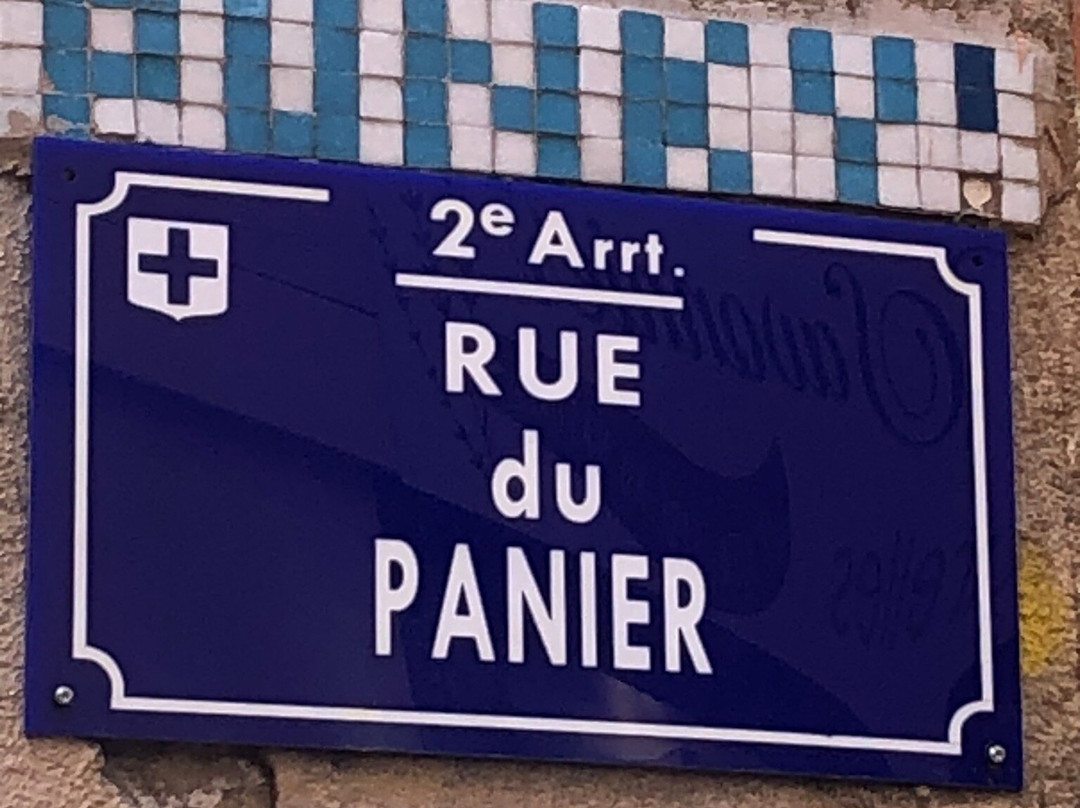 2e Arrt.
RUE
du
PANIER